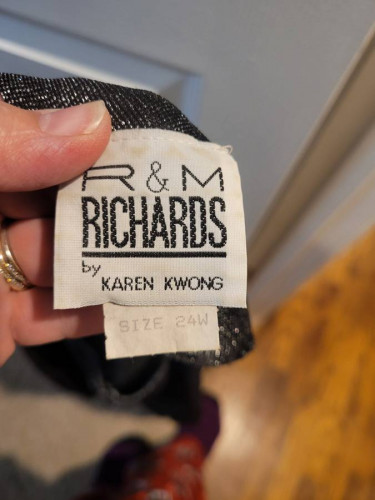 R & M
RICHARDS
by
KAREN KWONG
SIZE 24W